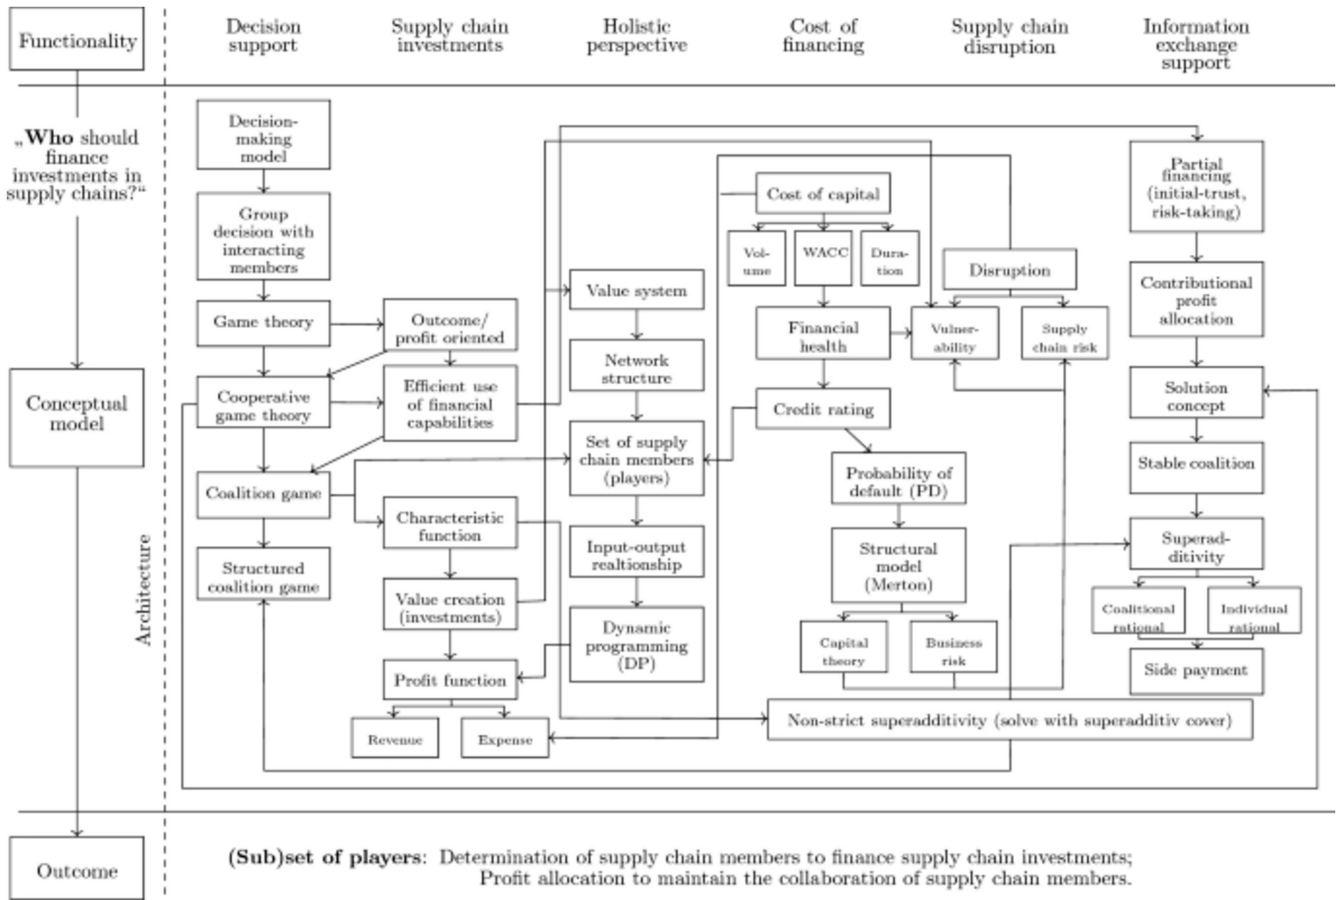 Functionality
Decision
support
Supply chain
investments
Holistic
perspective
Cost of
financing
Supply chain
disruption
Information
exchange
support
„Who should
finance
investments in
supply chains?“
Conceptual
model
Architecture
Outcome
Decision-
making
model
Group
decision with
interacting
members
Game theory
Cooperative
game theory
Coalition game
Structured
coalition game
Outcome/
profit oriented
Efficient use
of financial
capabilities
Characteristic
function
Value creation
(investments)
Profit function
Revenue
Expense
Value system
Network
structure
Set of supply
chain members
(players)
Input-output
realtionship
Dynamic
programming
(DP)
Cost of capital
Vol-
ume
WACC
Dura-
tion
Financial
health
Credit rating
Probability of
default (PD)
Structural
model
(Merton)
Capital
theory
Business
risk
Disruption
Vulner-
ability
Supply
chain risk
Partial
financing
(initial-trust,
risk-taking)
Contributional
profit
allocation
Solution
concept
Stable coalition
Superad-
ditivity
Coalitional
rational
Individual
rational
Side payment
Non-strict superadditivity (solve with superadditiv cover)
(Sub)set of players: Determination of supply chain members to finance supply chain investments;
Profit allocation to maintain the collaboration of supply chain members.